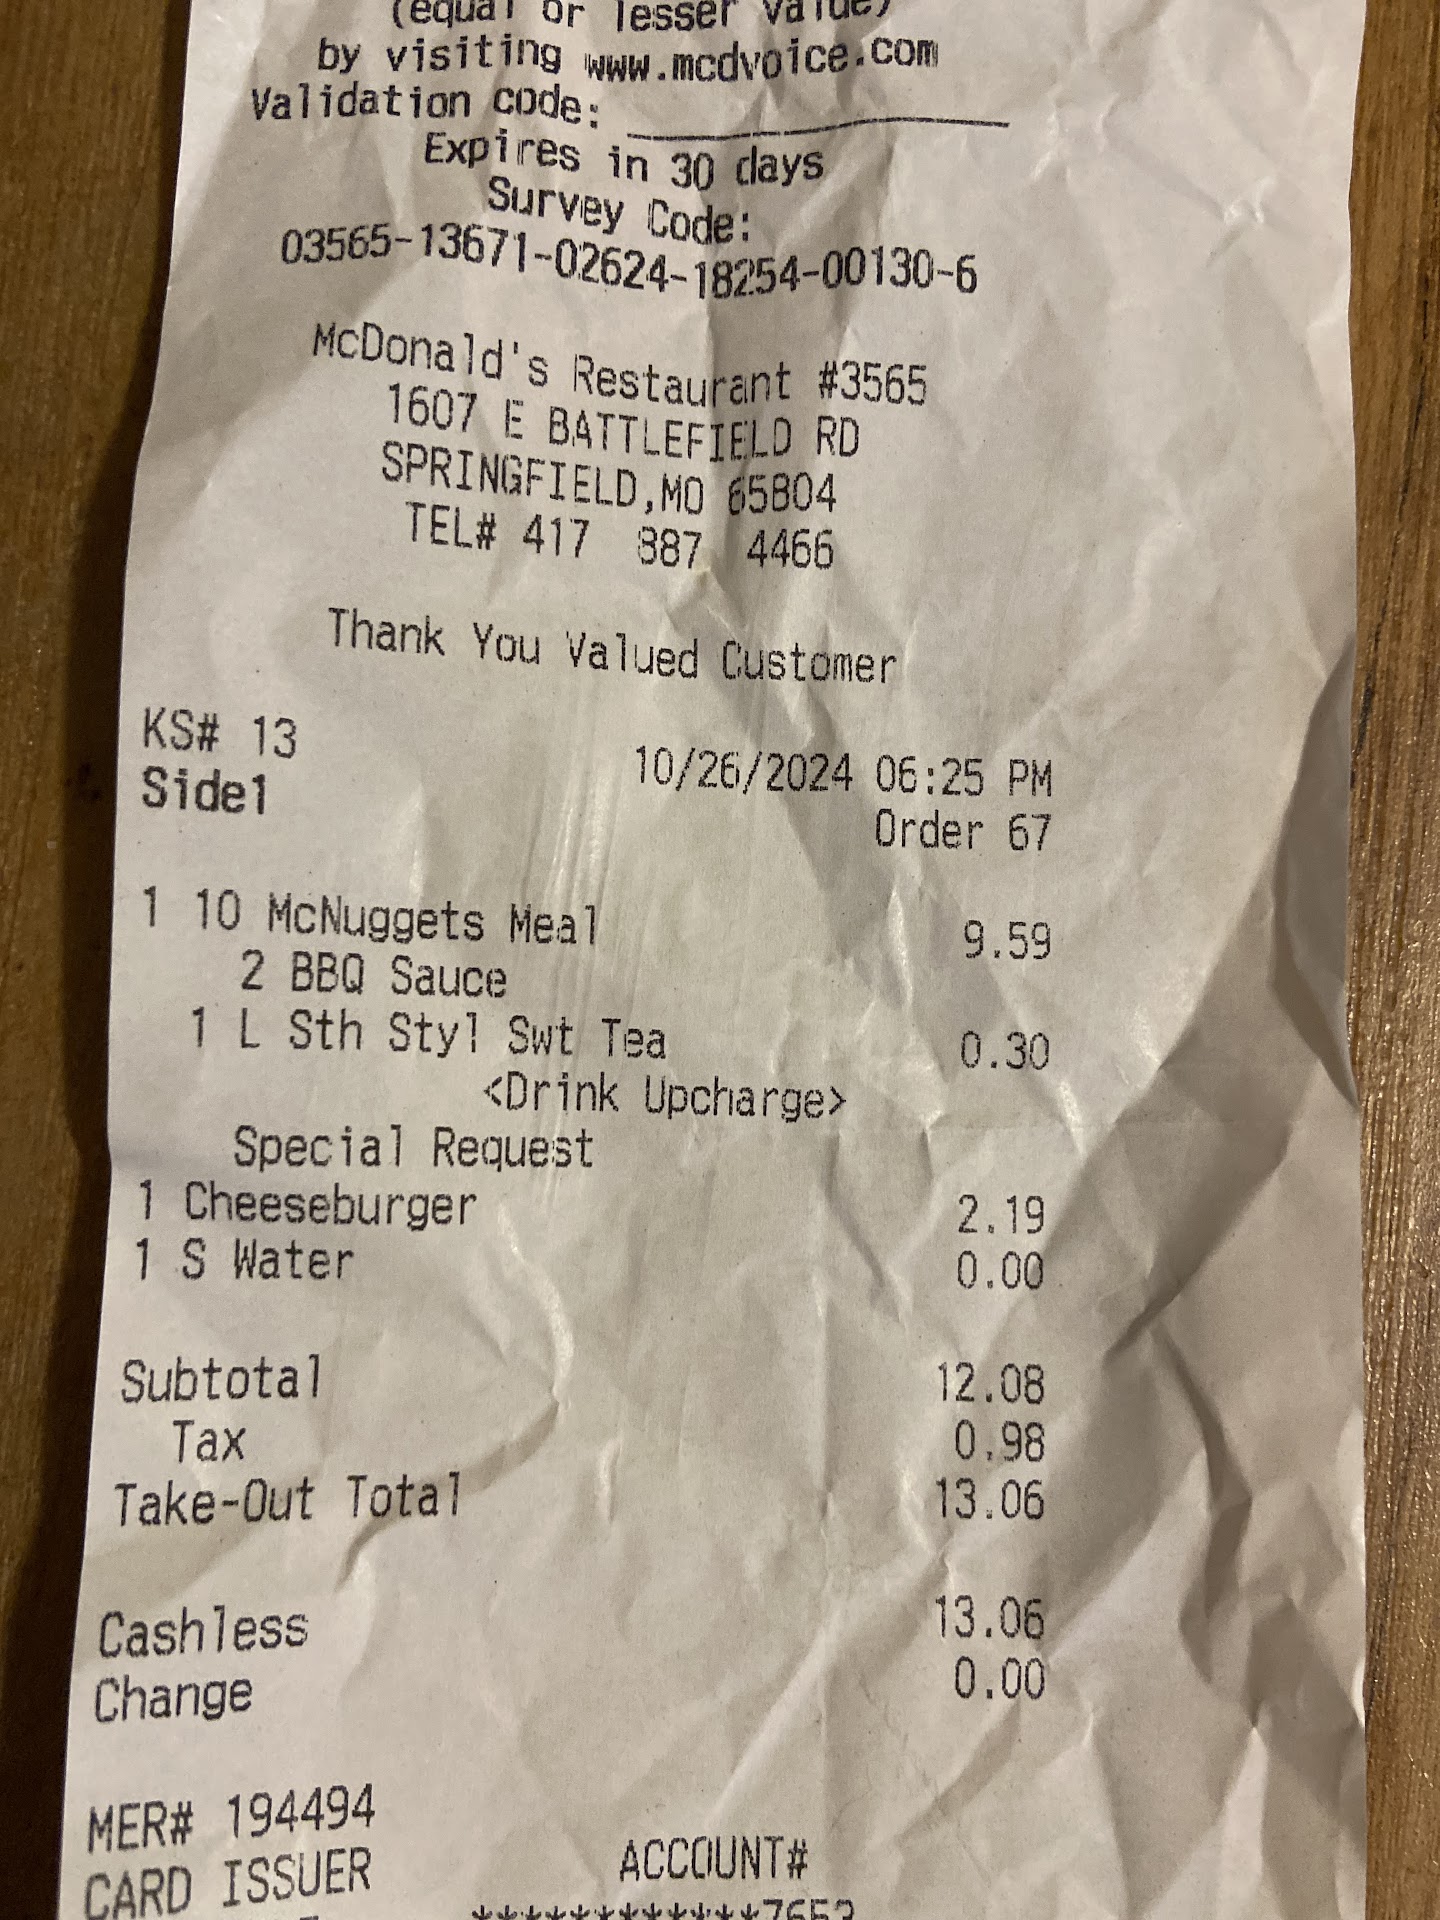 (equal or lesser value)
by visiting www.mcdvoice.com
Validation code: ______________
Expires in 30 days
Survey Code:
03565-13671-02624-18254-00130-6
McDonald's Restaurant #3565
1607 E BATTLEFIELD RD
SPRINGFIELD,MO 65804
TEL# 417 887 4466
Thank You Valued Customer
KS# 13 10/26/2024 06:25 PM
Side1 Order 67
1 10 McNuggets Meal 9.59
2 BBQ Sauce
1 L Sth Styl Swt Tea 0.30
<Drink Upcharge>
Special Request
1 Cheeseburger 2.19
1 S Water 0.00
Subtotal 12.08
Tax 0.98
Take-Out Total 13.06
Cashless 13.06
Change 0.00
MER# 194494
CARD ISSUER ACCOUNT#